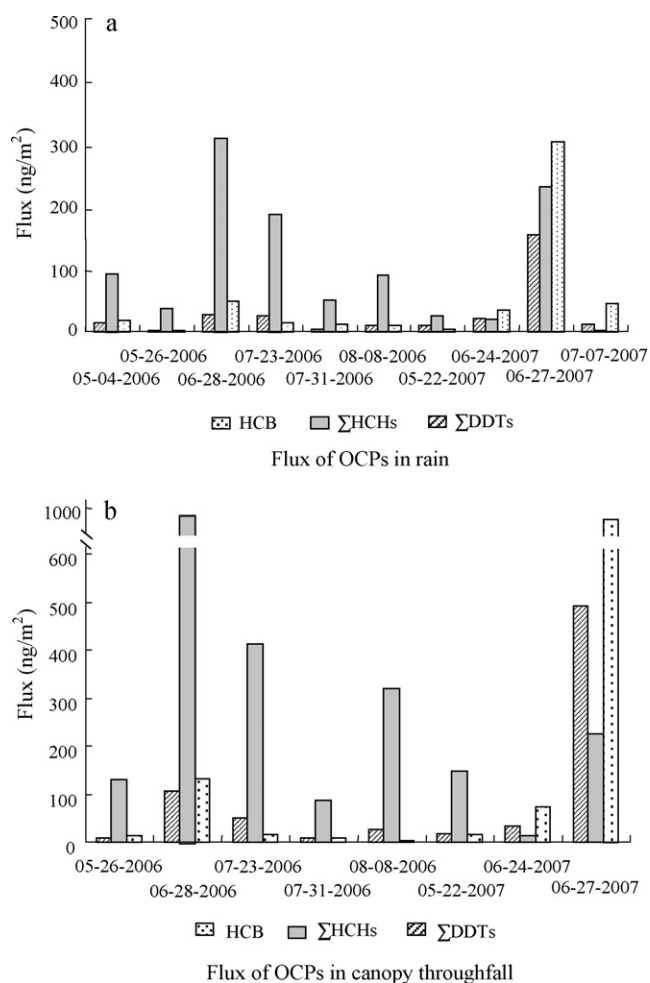 a
500
400
300
200
100
0
Flux (ng/m²)
05-26-2006 07-23-2006 08-08-2006 06-24-2007 07-07-2007
05-04-2006 06-28-2006 07-31-2006 05-22-2007 06-27-2007
HCB ∑HCHs ∑DDTs
Flux of OCPs in rain
b
1000
600
500
400
300
200
100
0
Flux (ng/m²)
05-26-2006 07-23-2006 08-08-2006 06-24-2007
06-28-2006 07-31-2006 05-22-2007 06-27-2007
HCB ∑HCHs ∑DDTs
Flux of OCPs in canopy throughfall